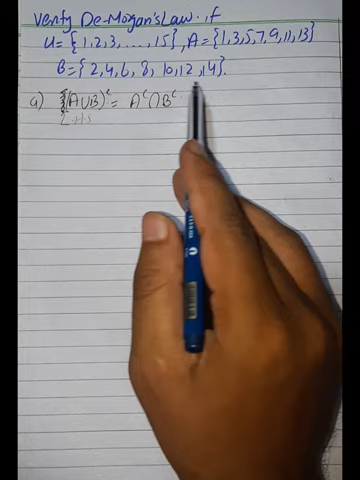 Verify De-Morgan's Law. if
U = { 1, 2, 3, ...., 15 }, A = { 1, 3, 5, 7, 9, 11, 13 }
B = { 2, 4, 6, 8, 10, 12, 14 }.
a) (A∪B)ᶜ = Aᶜ ∩ Bᶜ
L.H.S